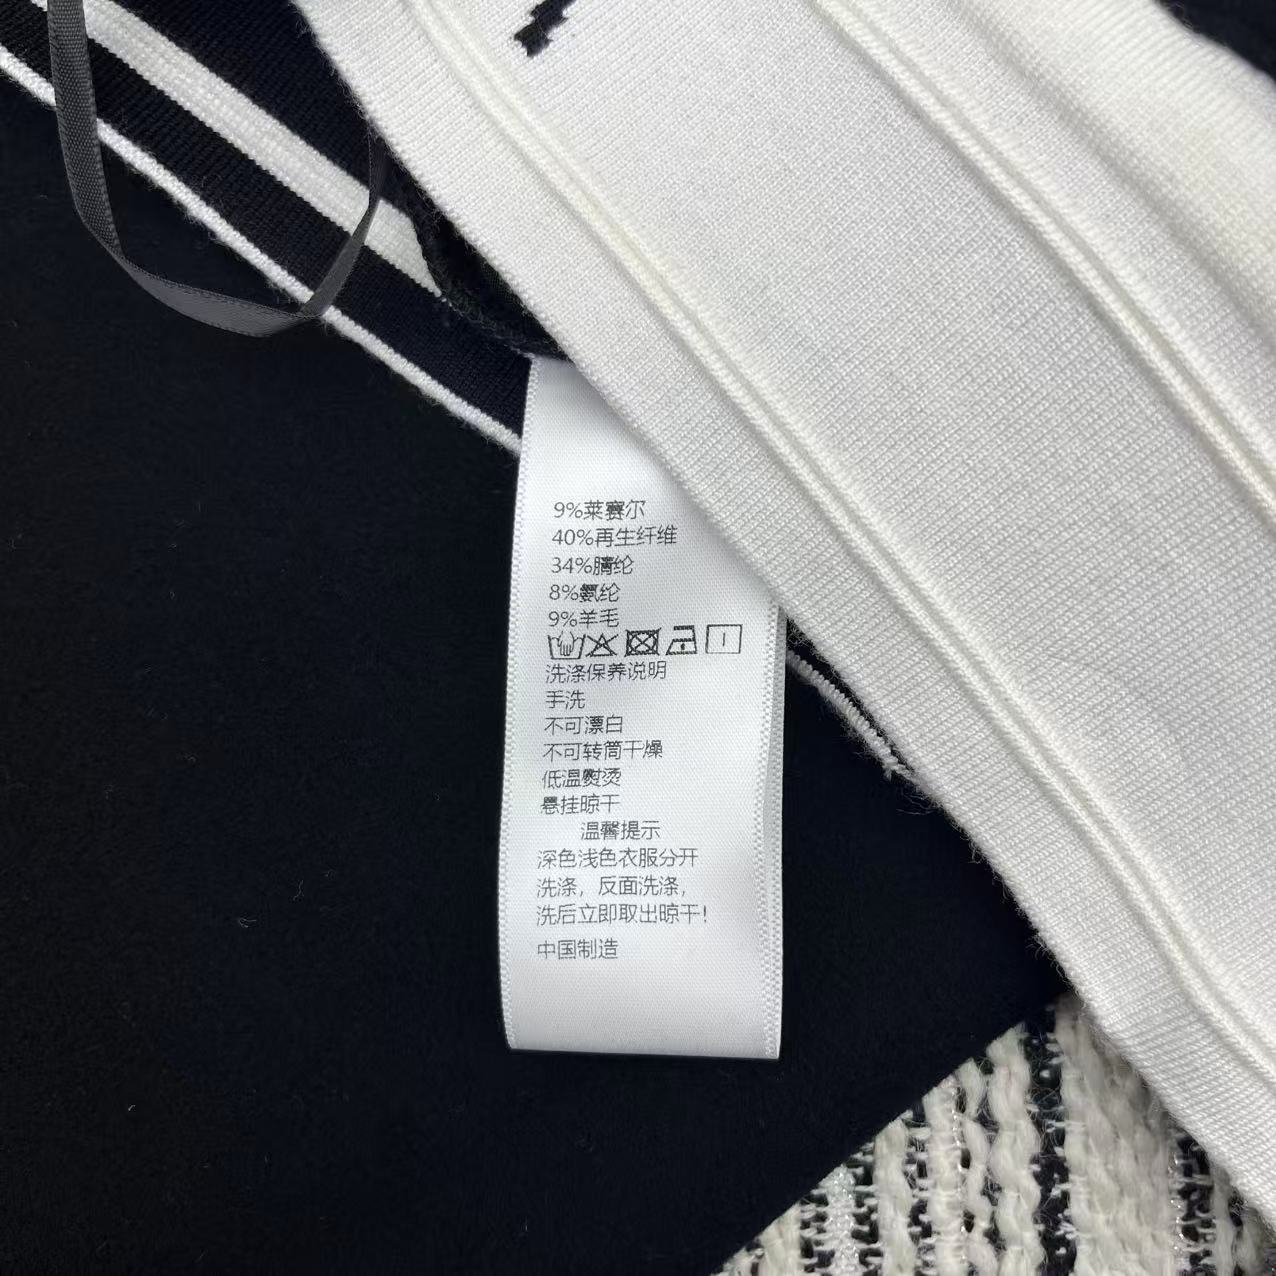 9%莱赛尔
40%再生纤维
34%腈纶
8%氨纶
9%羊毛
洗涤保养说明
手洗
不可漂白
不可转筒干燥
低温熨烫
悬挂晾干
温馨提示
深色浅色衣服分开
洗涤，反面洗涤，
洗后立即取出晾干！
中国制造